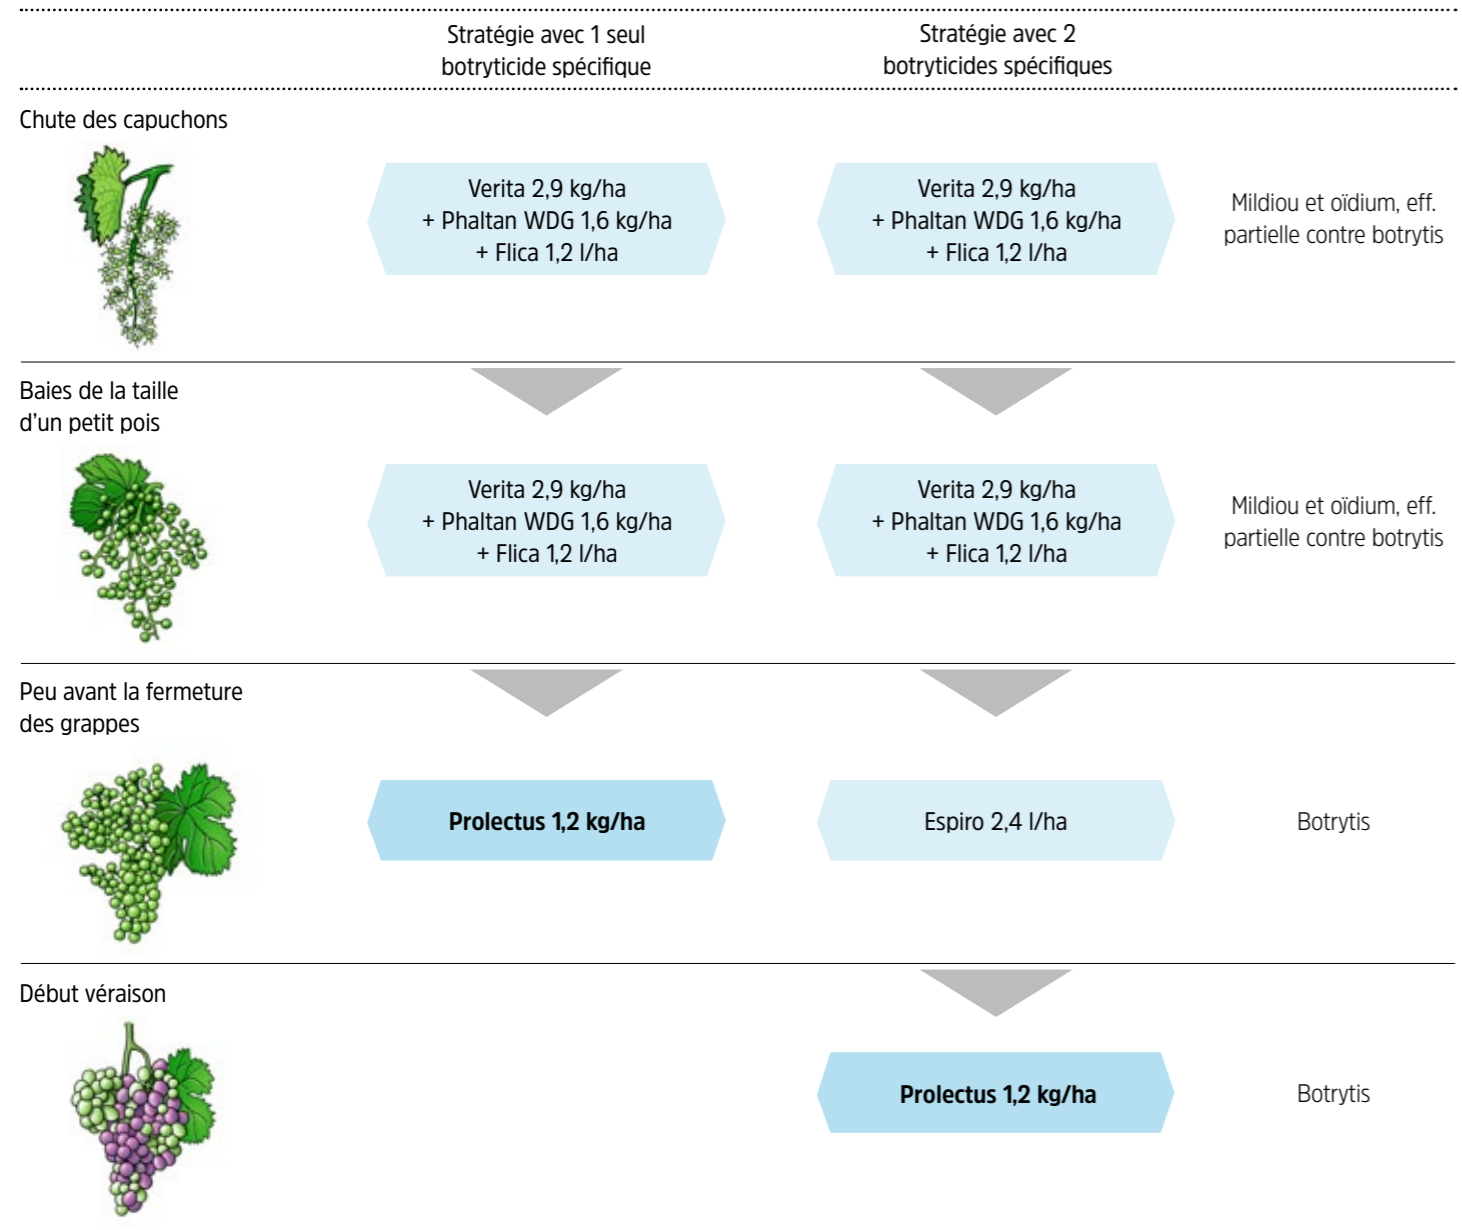 Stratégie avec 1 seul
botryticide spécifique
Stratégie avec 2
botryticides spécifiques
Chute des capuchons
Verita 2,9 kg/ha
+ Phaltan WDG 1,6 kg/ha
+ Flica 1,2 l/ha
Verita 2,9 kg/ha
+ Phaltan WDG 1,6 kg/ha
+ Flica 1,2 l/ha
Mildiou et oïdium, eff.
partielle contre botrytis
Baies de la taille
d'un petit pois
Verita 2,9 kg/ha
+ Phaltan WDG 1,6 kg/ha
+ Flica 1,2 l/ha
Verita 2,9 kg/ha
+ Phaltan WDG 1,6 kg/ha
+ Flica 1,2 l/ha
Mildiou et oïdium, eff.
partielle contre botrytis
Peu avant la fermeture
des grappes
Prolectus 1,2 kg/ha
Espiro 2,4 l/ha
Botrytis
Début véraison
Prolectus 1,2 kg/ha
Botrytis